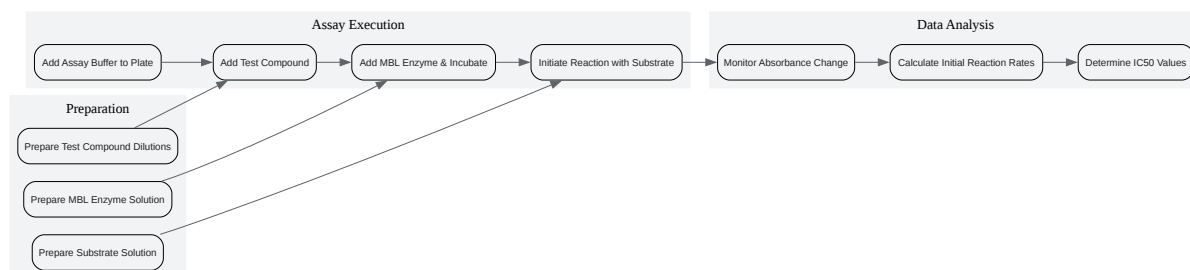 Assay Execution
Add Assay Buffer to Plate
Add Test Compound
Add MBL Enzyme & Incubate
Initiate Reaction with Substrate
Data Analysis
Monitor Absorbance Change
Calculate Initial Reaction Rates
Determine IC50 Values
Preparation
Prepare Test Compound Dilutions
Prepare MBL Enzyme Solution
Prepare Substrate Solution